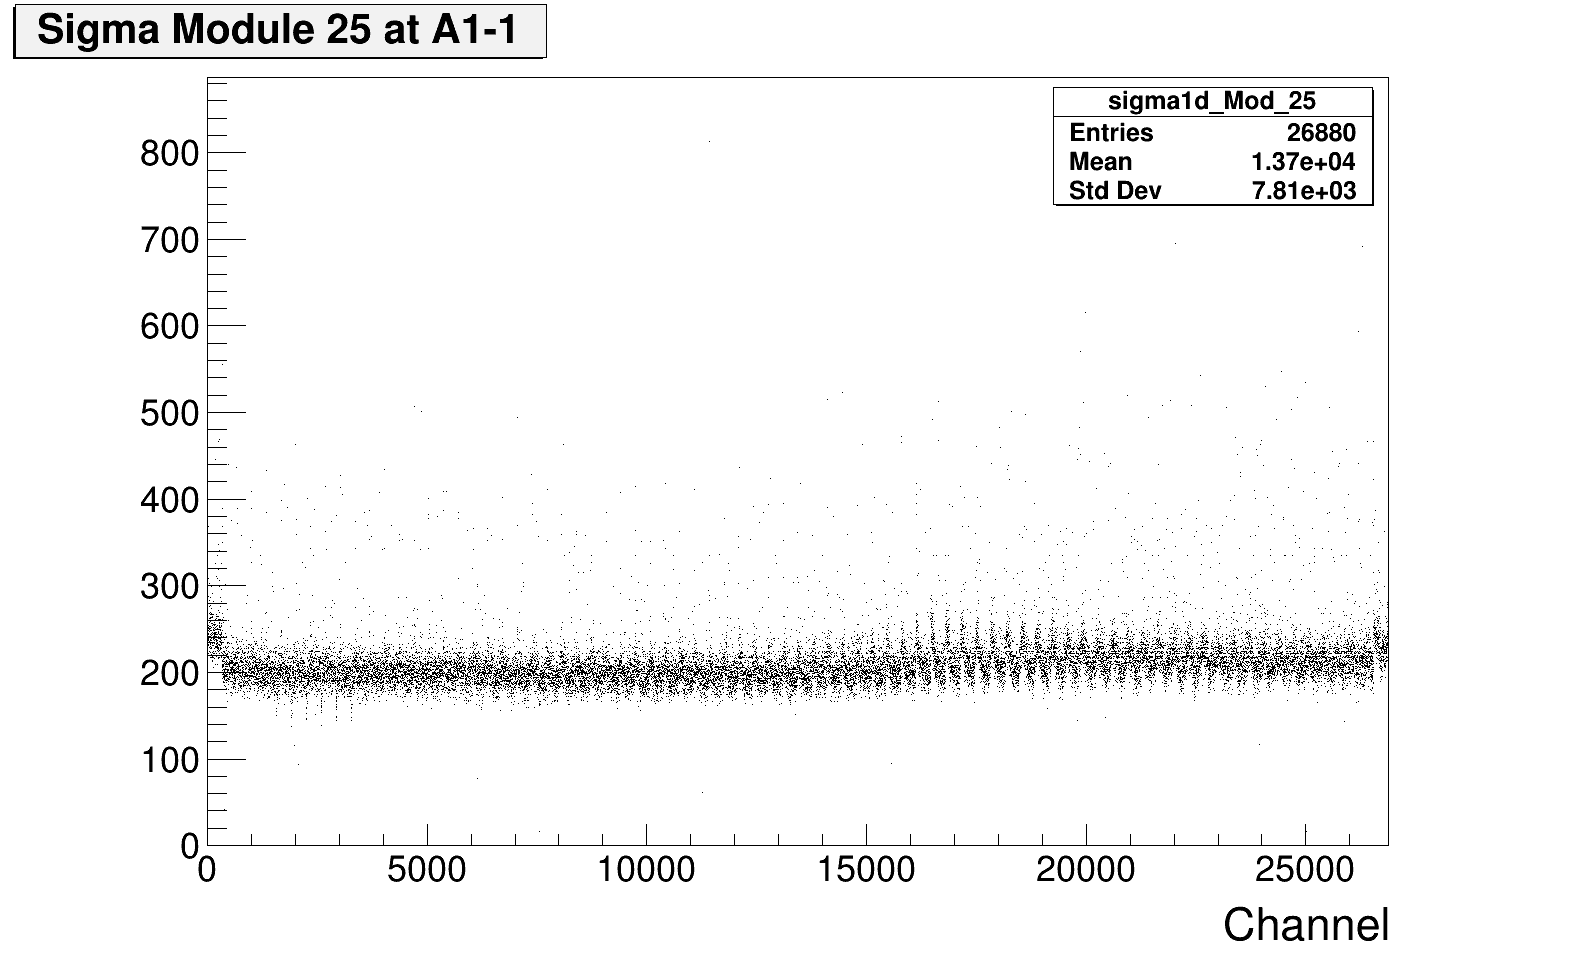 Sigma Module 25 at A1-1
sigma1d_Mod_25
Entries 26880
Mean 1.37e+04
Std Dev 7.81e+03
800
700
600
500
400
300
200
100
0
0 5000 10000 15000 20000 25000
Channel